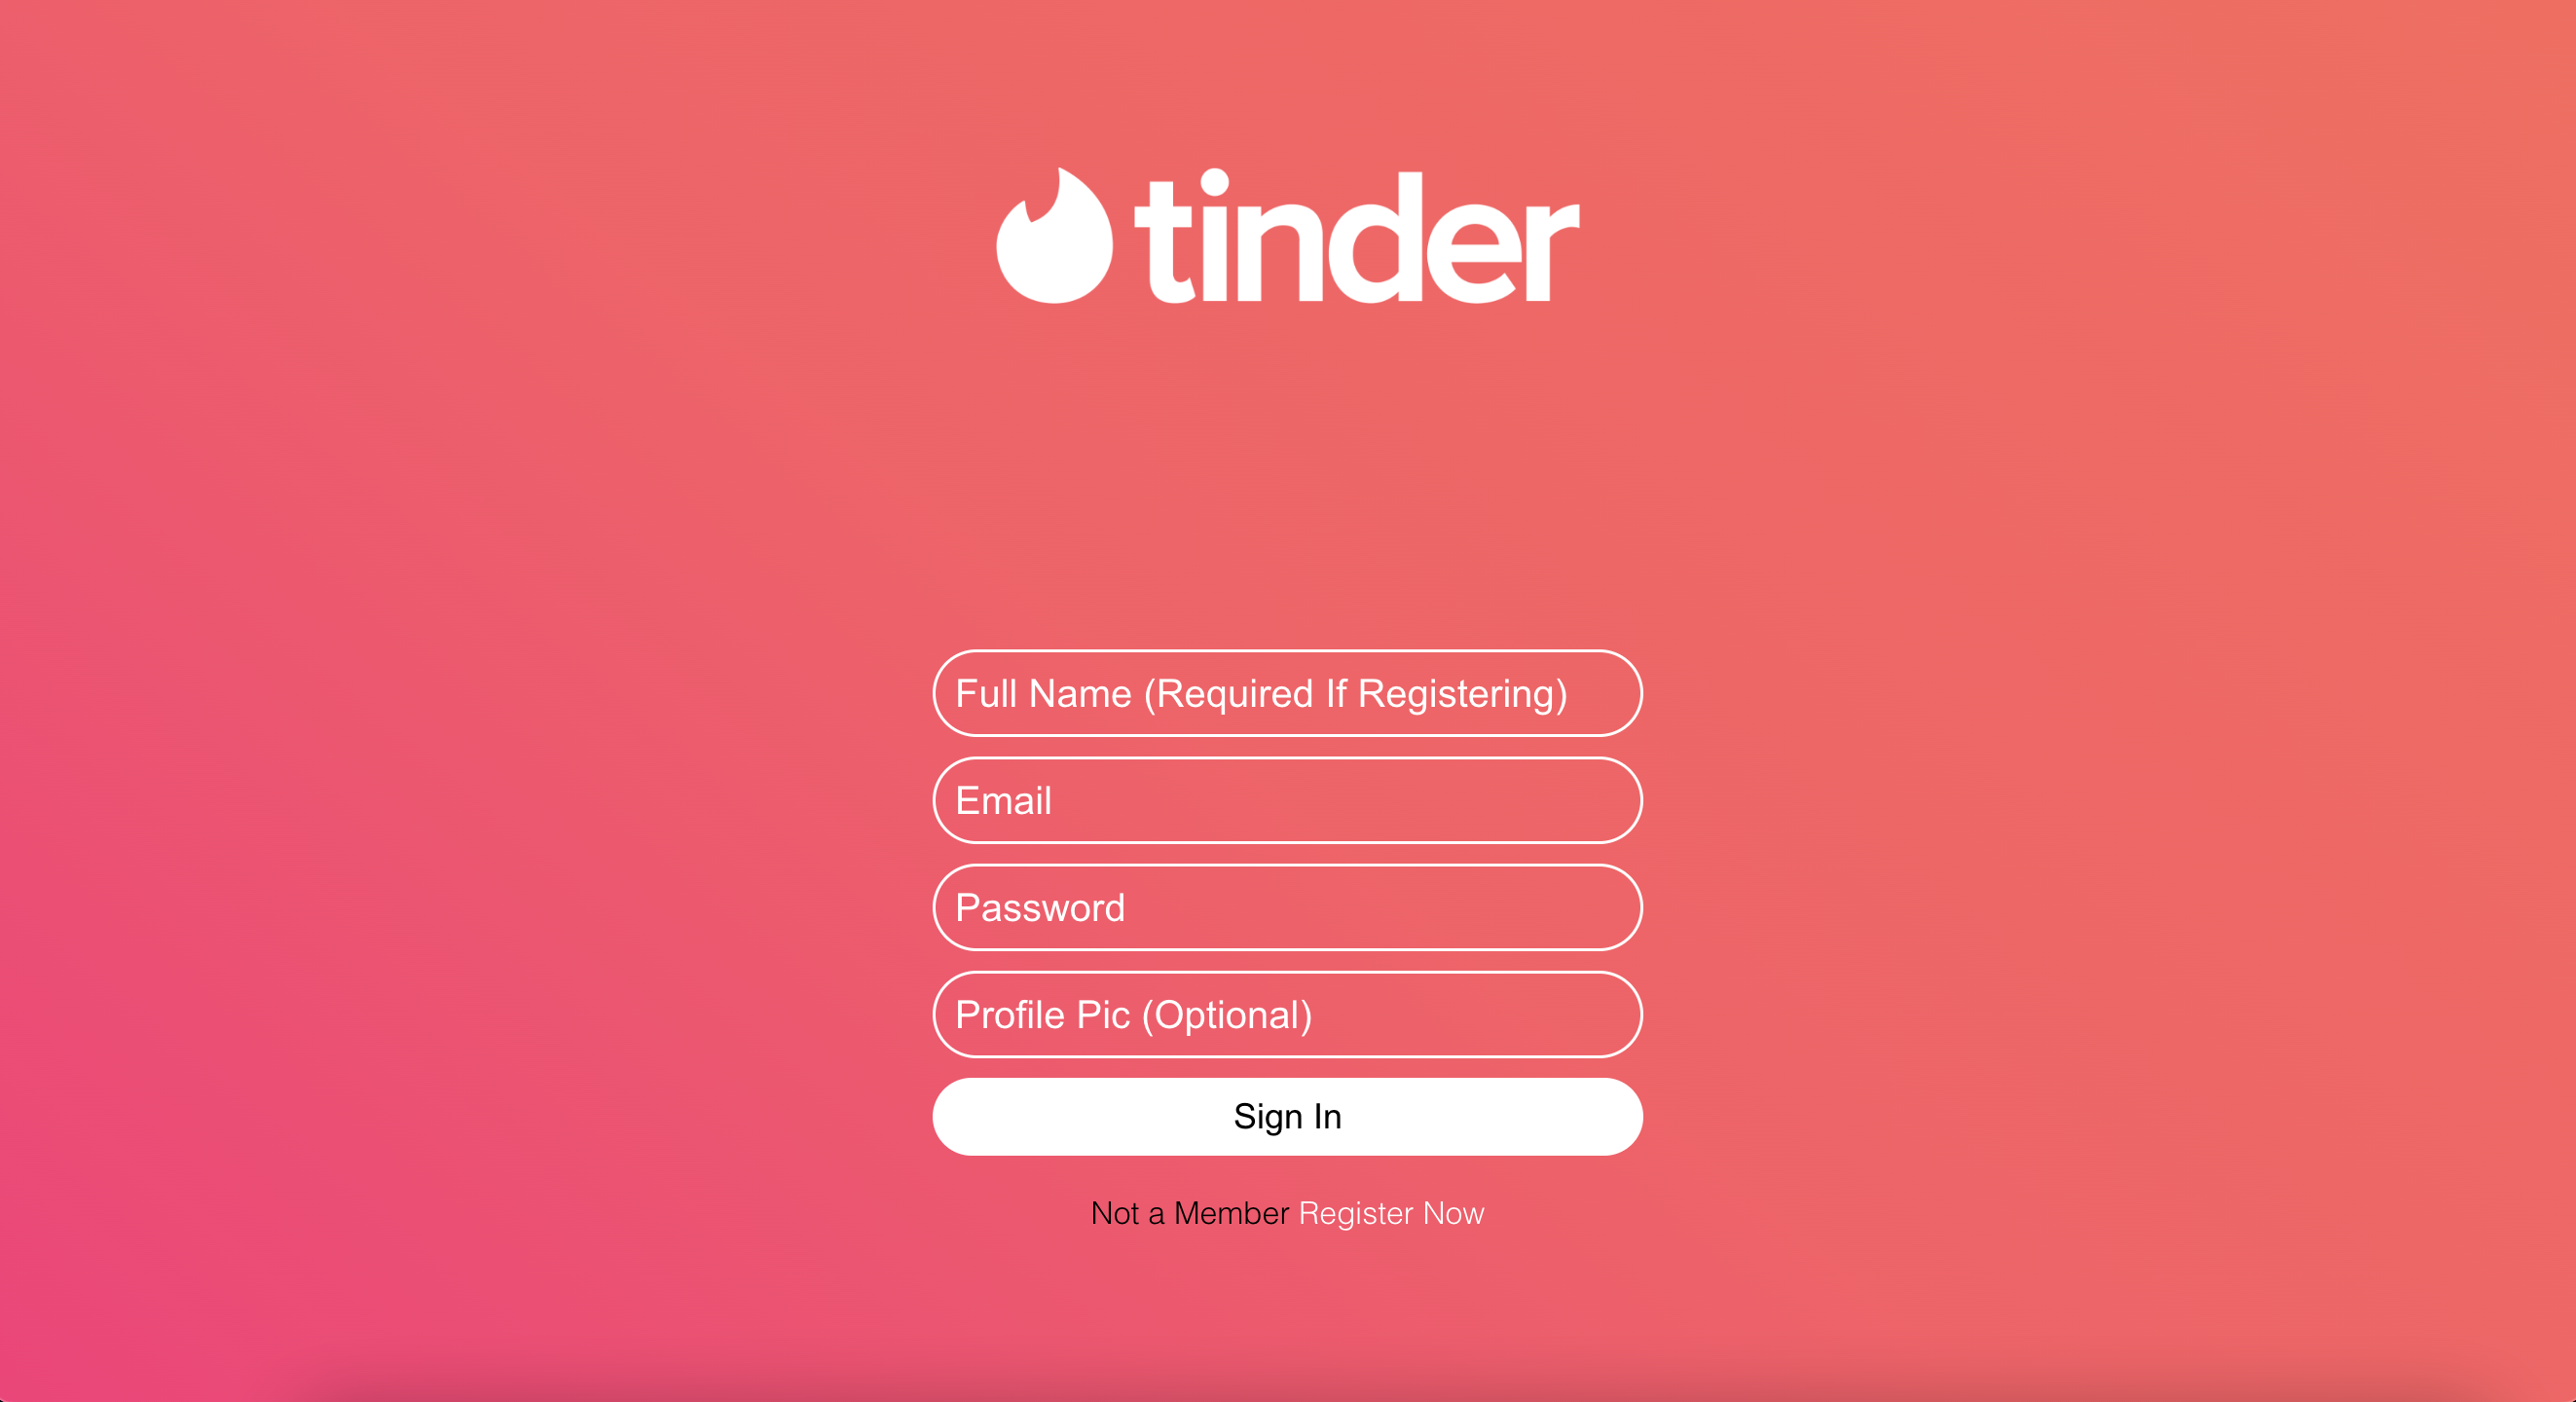 tinder
Full Name (Required If Registering)
Email
Password
Profile Pic (Optional)
Sign In
Not a Member Register Now